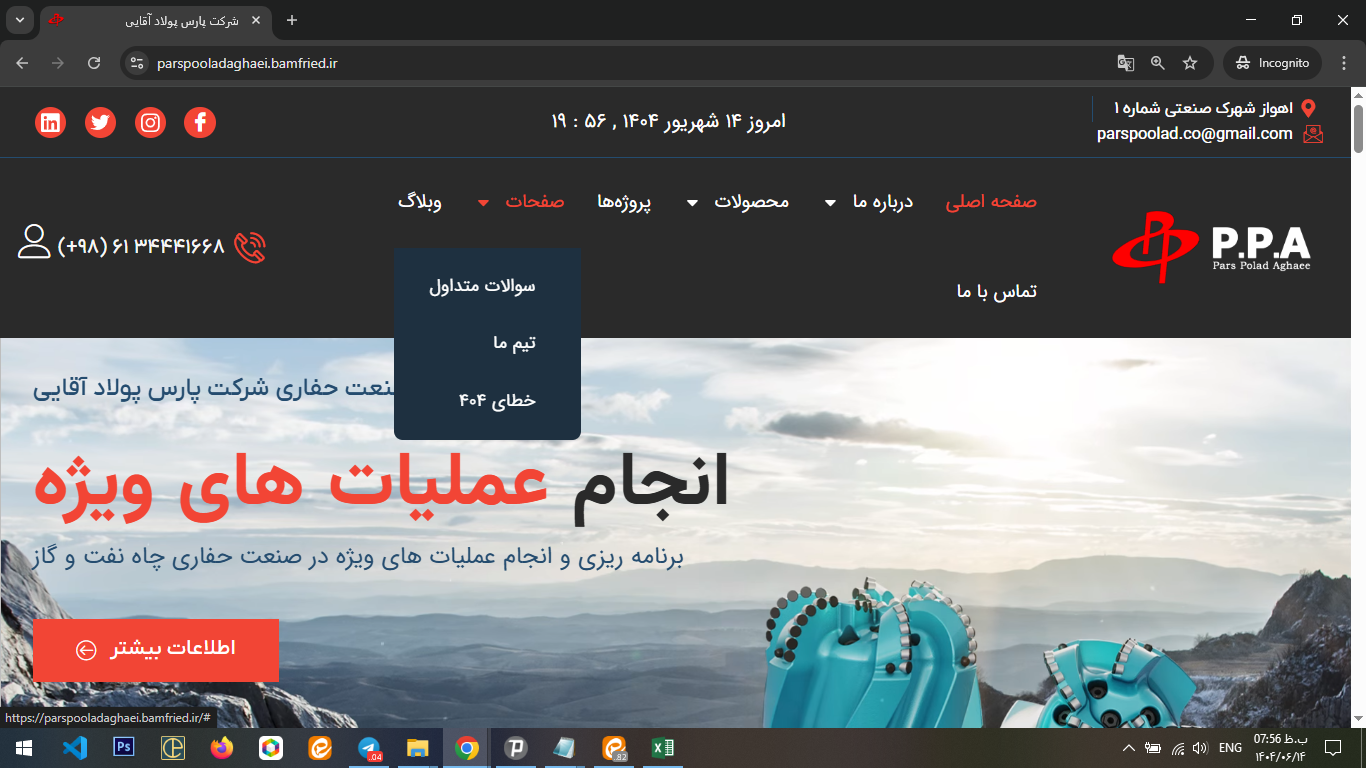 شرکت پارس پولاد آقایی
parspooladaghaei.bamfried.ir
Incognito
اهواز شهرک صنعتی شماره ۱
parspoolad.co@gmail.com
امروز ۱۴ شهریور ۱۴۰۴ , ۵۶ : ۱۹
P.P.A
Pars Polad Aghaee
صفحه اصلی
درباره ما
محصولات
پروژه‌ها
صفحات
وبلاگ
تماس با ما
(+۹۸) ۶۱ ۳۴۴۴۱۶۶۸
سوالات متداول
تیم ما
خطای ۴۰۴
حفاری شرکت پارس پولاد آقایی
انجام عملیات های ویژه
برنامه ریزی و انجام عملیات های ویژه در صنعت حفاری چاه نفت و گاز
اطلاعات بیشتر
https://parspooladaghaei.bamfried.ir/#
Ps
.04
.82
ENG
07:56 ب.ظ
۱۴۰۴/۰۶/۱۴